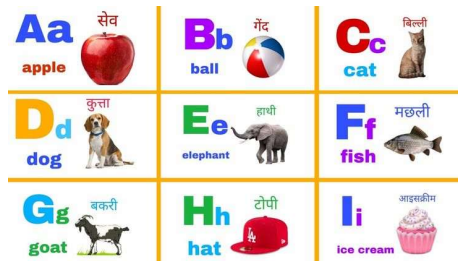 Aa सेव
apple
Bb गेंद
ball
Cc बिल्ली
cat
Dd कुत्ता
dog
Ee हाथी
elephant
Ff मछली
fish
Gg बकरी
goat
Hh टोपी
hat
LA
Ii आइसक्रीम
ice cream